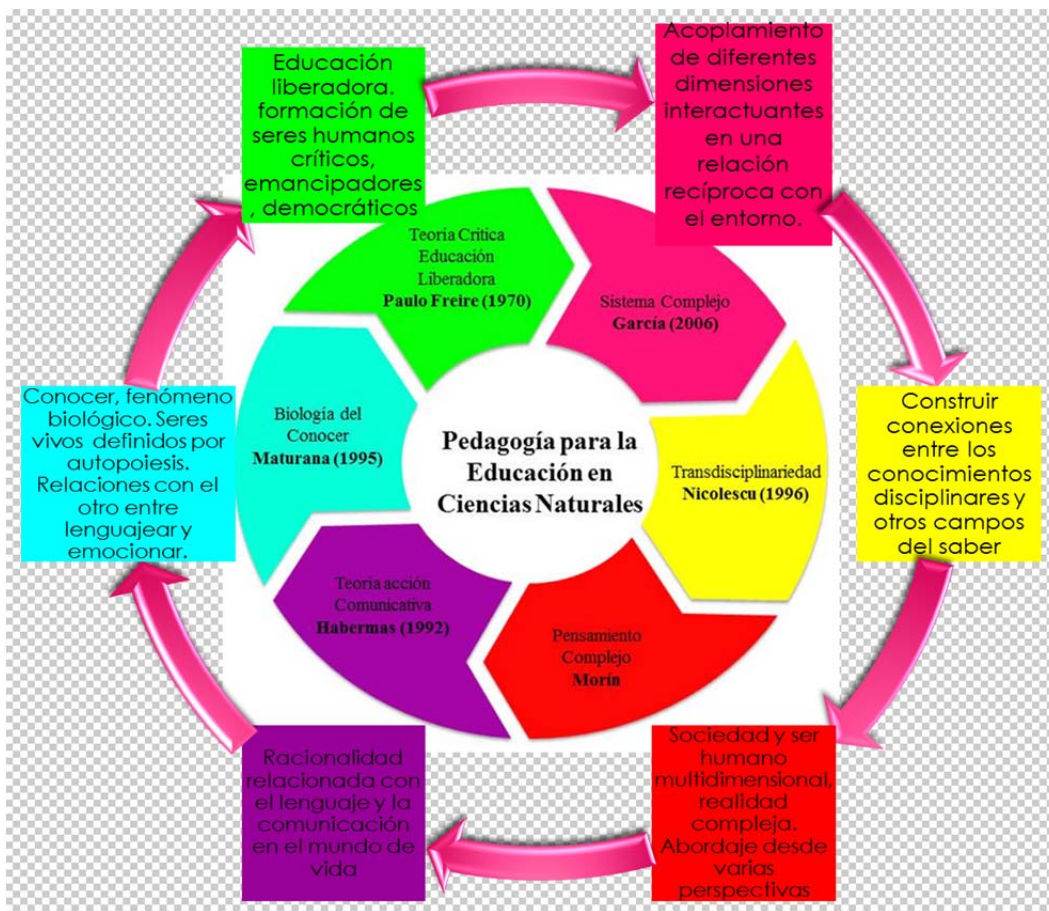 Educación
liberadora.
formación de
seres humanos
críticos,
emancipadores
, democráticos
Acoplamiento
de diferentes
dimensiones
interactuantes
en una
relación
recíproca con
el entorno.
Teoría Critica
Educación
Liberadora
Paulo Freire (1970)
Sistema Complejo
García (2006)
Conocer, fenómeno
biológico. Seres
vivos definidos por
autopoiesis.
Relaciones con el
otro entre
lenguajear y
emocionar.
Biología del
Conocer
Maturana (1995)
Pedagogía para la
Educación en
Ciencias Naturales
Transdisciplinariedad
Nicolescu (1996)
Construir
conexiones
entre los
conocimientos
disciplinares y
otros campos
del saber
Teoría acción
Comunicativa
Habermas (1992)
Pensamiento
Complejo
Morín
Racionalidad
relacionada con
el lenguaje y la
comunicación
en el mundo de
vida
Sociedad y ser
humano
multidimensional,
realidad
compleja.
Abordaje desde
varias
perspectivas